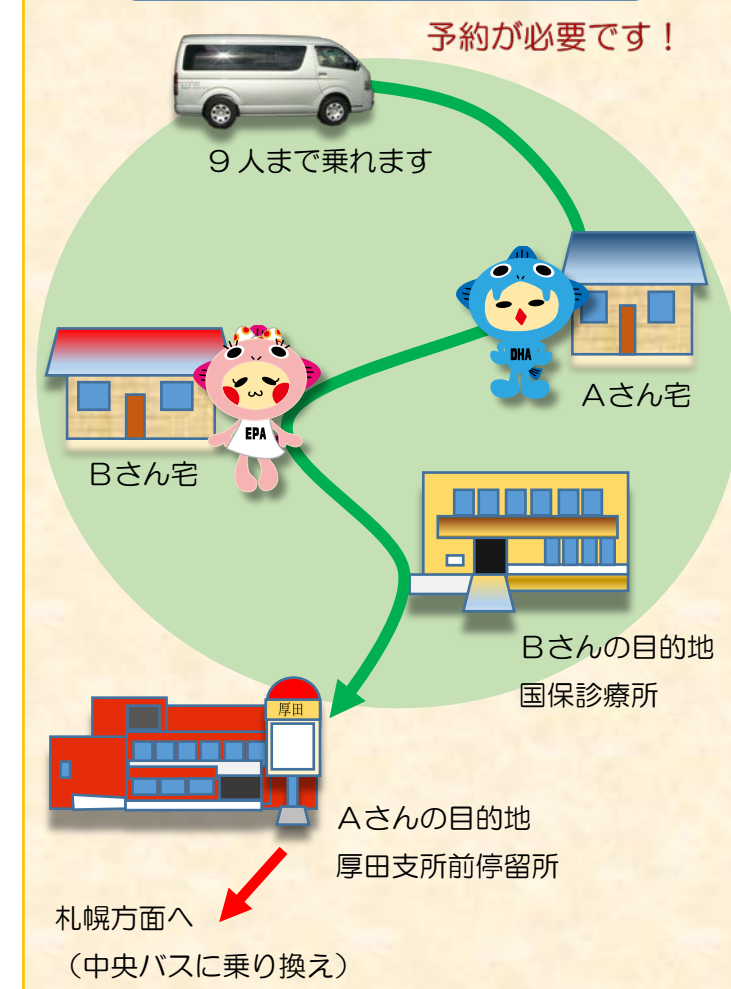 予約が必要です！
９人まで乗れます
DHA
Ａさん宅
EPA
Ｂさん宅
Ｂさんの目的地
国保診療所
厚田
Ａさんの目的地
厚田支所前停留所
札幌方面へ
（中央バスに乗り換え）